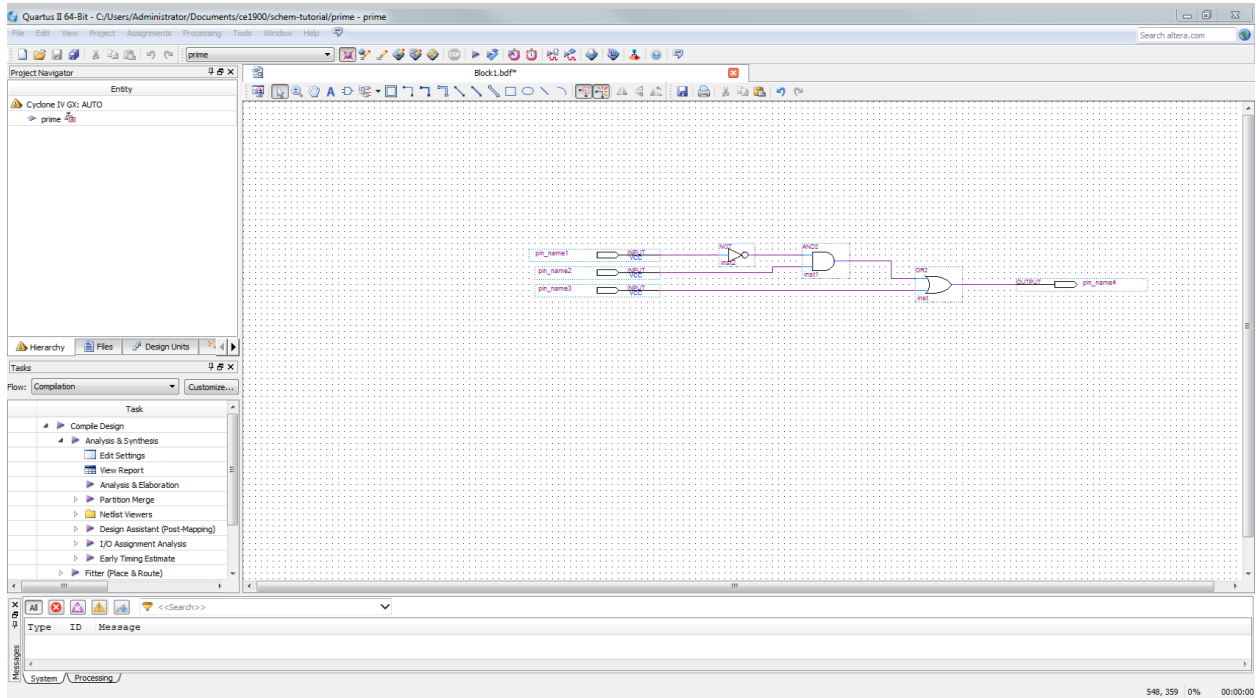 Quartus II 64-Bit - C:/Users/Administrator/Documents/ce1900/schem-tutorial/prime - prime
File Edit View Project Assignments Processing Tools Window Help
Search altera.com
prime
Project Navigator
Block1.bdf*
Entity
Cyclone IV GX: AUTO
prime
pin_name1 INPUT VCC
NOT
inst2
AND2
inst1
pin_name2 INPUT VCC
OR2
inst
OUTPUT pin_name4
pin_name3 INPUT VCC
Hierarchy Files Design Units
Tasks
Flow: Compilation Customize...
Task
Compile Design
Analysis & Synthesis
Edit Settings
View Report
Analysis & Elaboration
Partition Merge
Netlist Viewers
Design Assistant (Post-Mapping)
I/O Assignment Analysis
Early Timing Estimate
Fitter (Place & Route)
All <<Search>>
Type ID Message
Messages
System Processing
548, 359 0% 00:00:00